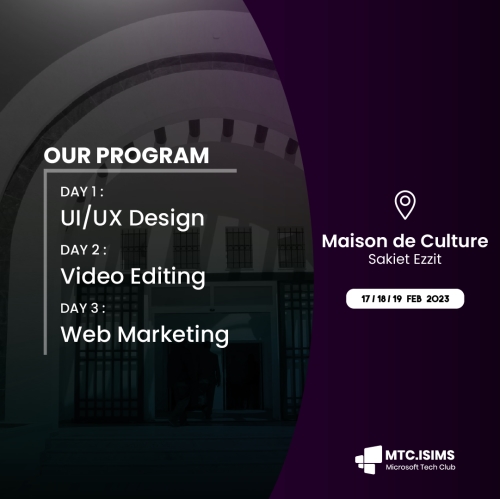 OUR PROGRAM
DAY 1 :
UI/UX Design
DAY 2 :
Video Editing
DAY 3 :
Web Marketing
Maison de Culture
Sakiet Ezzit
17 / 18 / 19 FEB 2023
MTC.ISIMS
Microsoft Tech Club